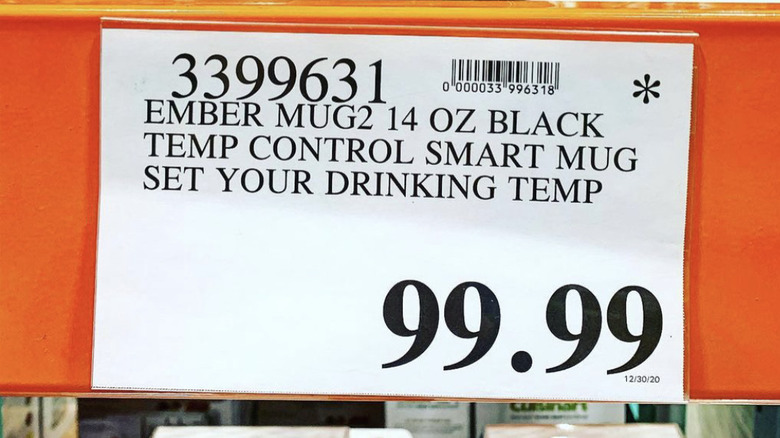 3399631
0 000033 996318
*
EMBER MUG2 14 OZ BLACK
TEMP CONTROL SMART MUG
SET YOUR DRINKING TEMP
99.99
12/30/20
Cuisinart